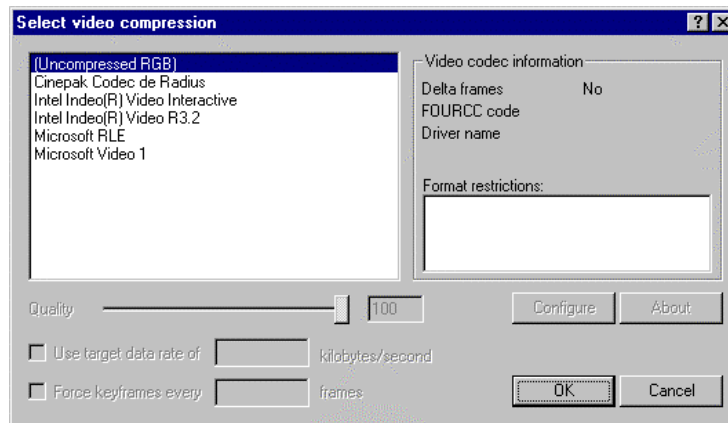 Select video compression
(Uncompressed RGB)
Cinepak Codec de Radius
Intel Indeo(R) Video Interactive
Intel Indeo(R) Video R3.2
Microsoft RLE
Microsoft Video 1
Video codec information
Delta frames No
FOURCC code
Driver name
Format restrictions:
Quality 100
Configure About
Use target data rate of kilobytes/second
Force keyframes every frames
OK Cancel